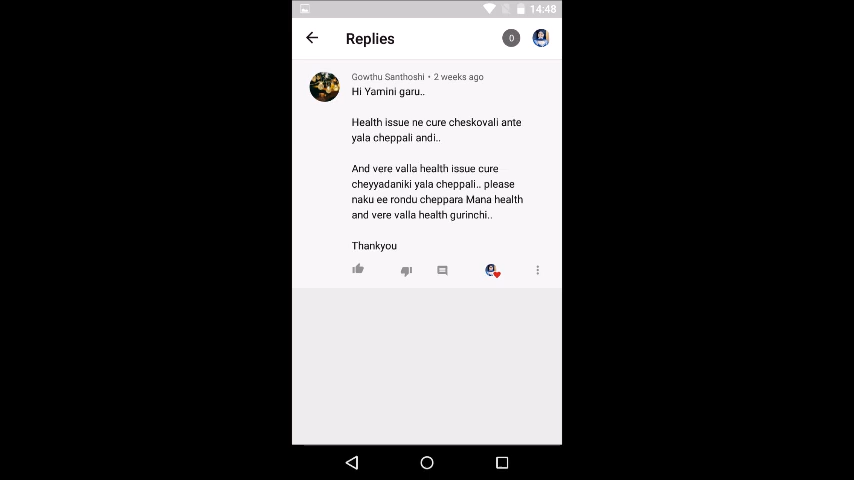 14:48
Replies
0
Gowthu Santhoshi • 2 weeks ago
Hi Yamini garu..
Health issue ne cure cheskovali ante
yala cheppali andi..
And vere valla health issue cure
cheyyadaniki yala cheppali.. please
naku ee rondu cheppara Mana health
and vere valla health gurinchi..
Thankyou